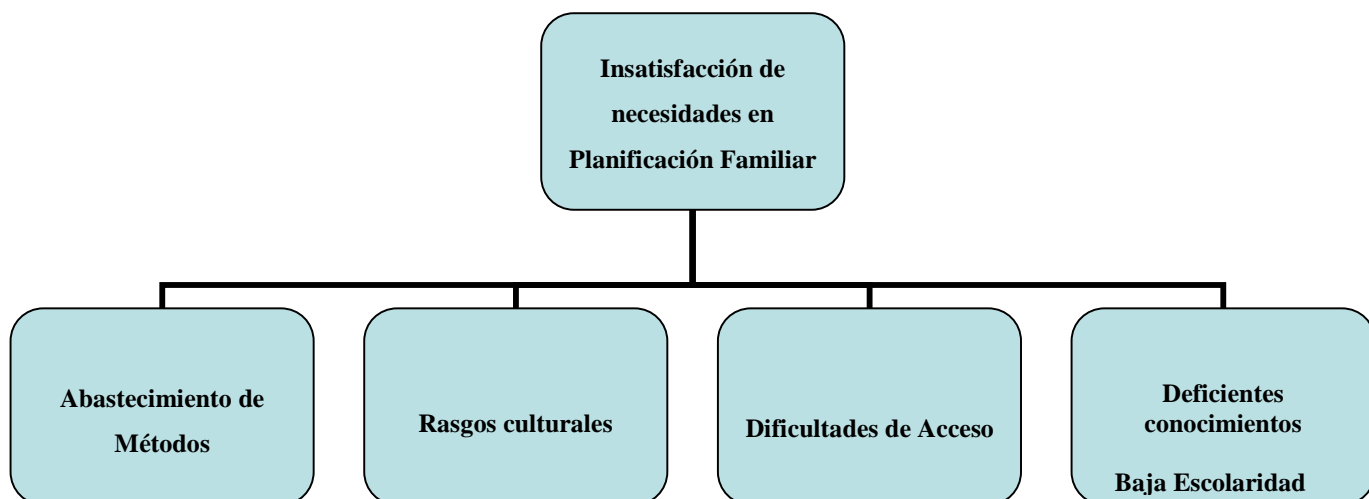 Insatisfacción de
necesidades en
Planificación Familiar
Abastecimiento de
Métodos
Rasgos culturales
Dificultades de Acceso
Deficientes
conocimientos
Baja Escolaridad